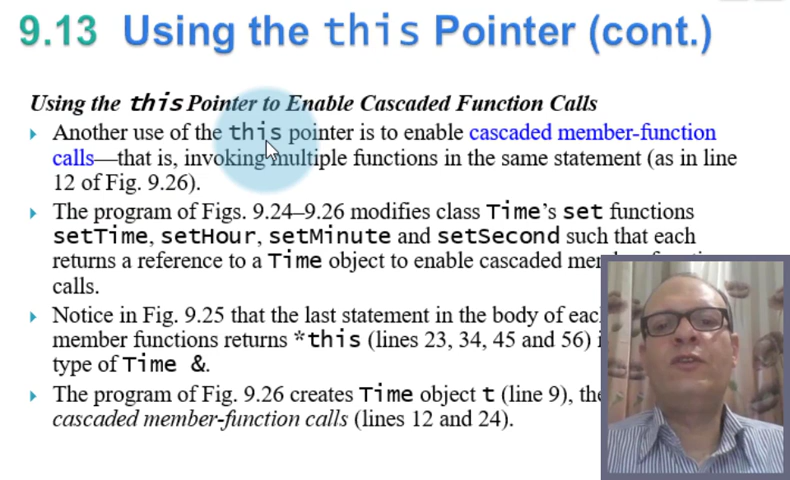 9.13 Using the this Pointer (cont.)
Using the this Pointer to Enable Cascaded Function Calls
Another use of the this pointer is to enable cascaded member-function
calls—that is, invoking multiple functions in the same statement (as in line
12 of Fig. 9.26).
The program of Figs. 9.24–9.26 modifies class Time's set functions
setTime, setHour, setMinute and setSecond such that each
returns a reference to a Time object to enable cascaded
calls.
Notice in Fig. 9.25 that the last statement in the body of
member functions returns *this (lines 23, 34, 45 and 56)
type of Time &.
The program of Fig. 9.26 creates Time object t (line 9),
cascaded member-function calls (lines 12 and 24).